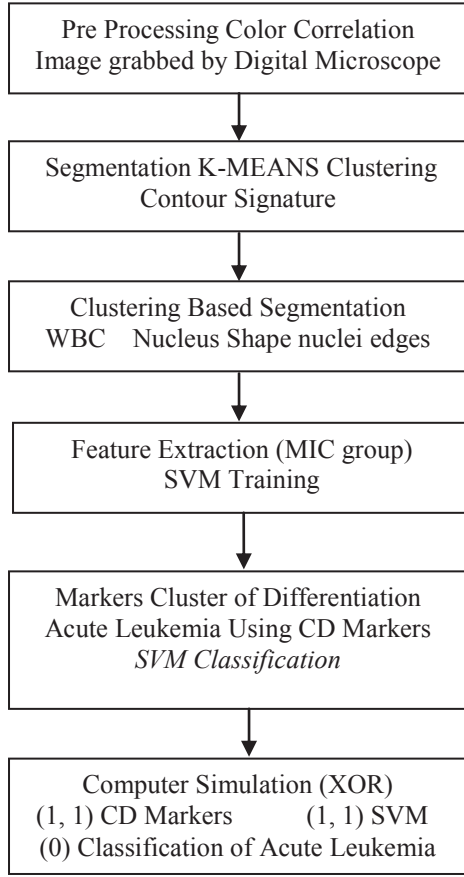 Pre Processing Color Correlation
Image grabbed by Digital Microscope
Segmentation K-MEANS Clustering
Contour Signature
Clustering Based Segmentation
WBC Nucleus Shape nuclei edges
Feature Extraction (MIC group)
SVM Training
Markers Cluster of Differentiation
Acute Leukemia Using CD Markers
SVM Classification
Computer Simulation (XOR)
(1, 1) CD Markers (1, 1) SVM
(0) Classification of Acute Leukemia